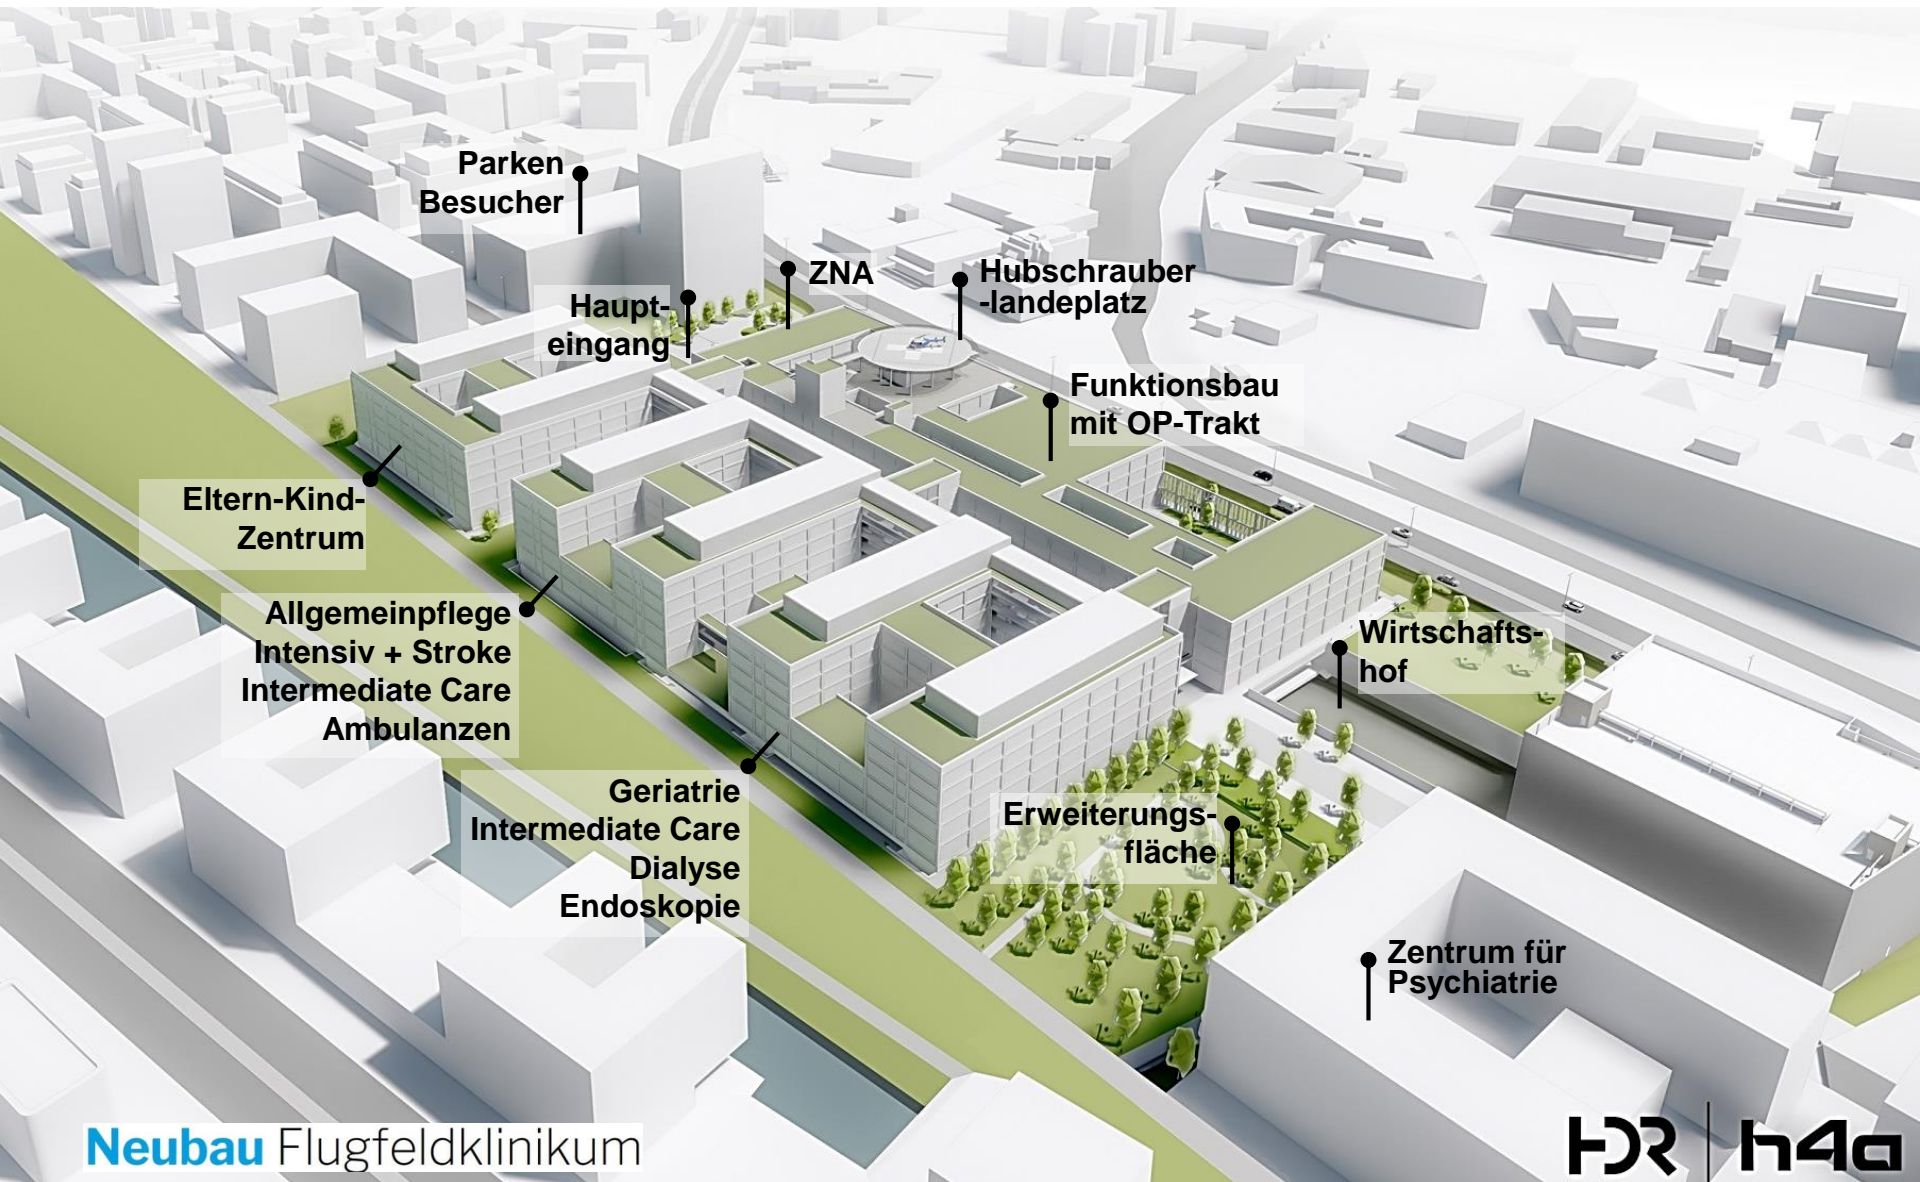 Parken
Besucher
ZNA
Hubschrauber
-landeplatz
Haupt-
eingang
Funktionsbau
mit OP-Trakt
Eltern-Kind-
Zentrum
Allgemeinpflege
Intensiv + Stroke
Intermediate Care
Ambulanzen
Wirtschafts-
hof
Geriatrie
Intermediate Care
Dialyse
Endoskopie
Erweiterungs-
fläche
Zentrum für
Psychiatrie
Neubau Flugfeldklinikum
HDR | h4a